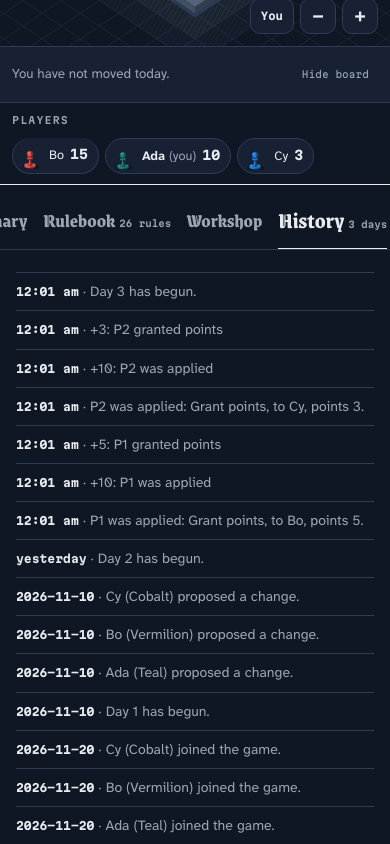 You − +
You have not moved today. Hide board
PLAYERS
Bo 15 Ada (you) 10 Cy 3
ary Rulebook 26 rules Workshop History 3 days
12:01 am · Day 3 has begun.
12:01 am · +3: P2 granted points
12:01 am · +10: P2 was applied
12:01 am · P2 was applied: Grant points, to Cy, points 3.
12:01 am · +5: P1 granted points
12:01 am · +10: P1 was applied
12:01 am · P1 was applied: Grant points, to Bo, points 5.
yesterday · Day 2 has begun.
2026-11-10 · Cy (Cobalt) proposed a change.
2026-11-10 · Bo (Vermilion) proposed a change.
2026-11-10 · Ada (Teal) proposed a change.
2026-11-10 · Day 1 has begun.
2026-11-20 · Cy (Cobalt) joined the game.
2026-11-20 · Bo (Vermilion) joined the game.
2026-11-20 · Ada (Teal) joined the game.